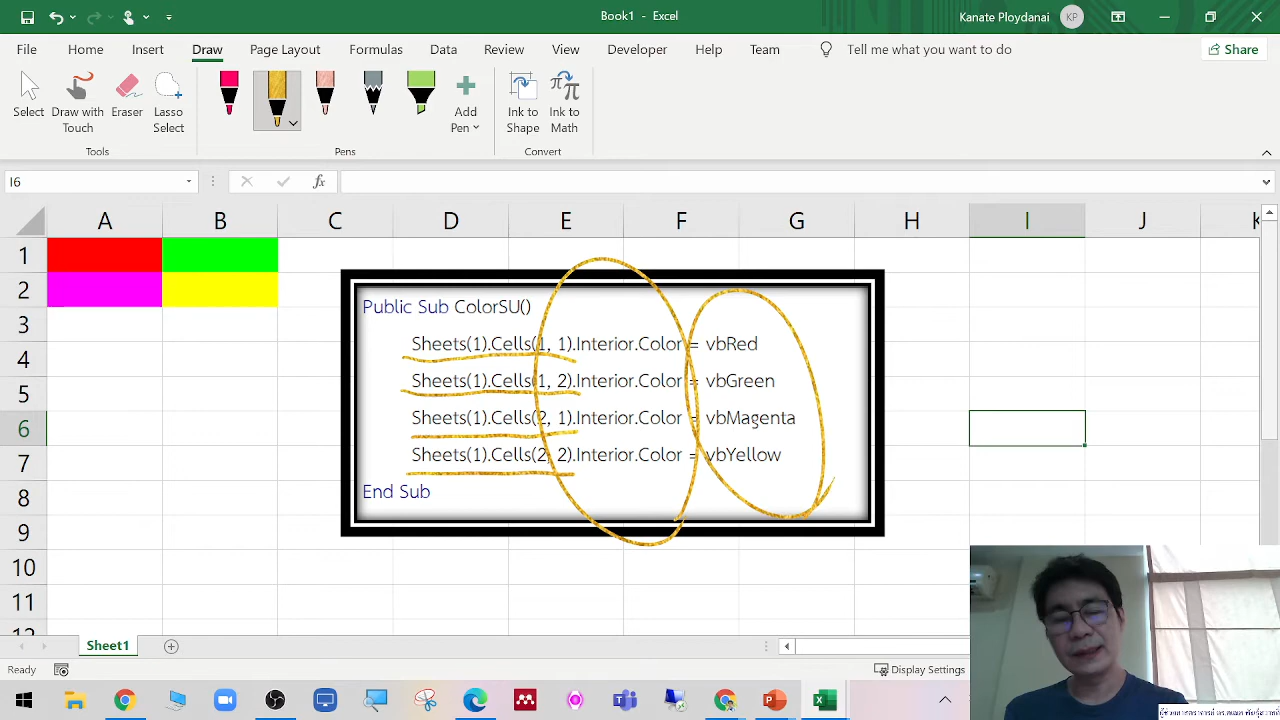 Book1 - Excel
Kanate Ploydanai KP
File Home Insert Draw Page Layout Formulas Data Review View Developer Help Team Tell me what you want to do Share
Select
Draw with Touch
Eraser
Lasso Select
Add Pen
Ink to Shape
Ink to Math
Tools Pens Convert
I6 fx
A B C D E F G H I J K
1
2
3
4
5
6
7
8
9
10
11
12
Public Sub ColorSU()
Sheets(1).Cells(1, 1).Interior.Color = vbRed
Sheets(1).Cells(1, 2).Interior.Color = vbGreen
Sheets(1).Cells(2, 1).Interior.Color = vbMagenta
Sheets(1).Cells(2, 2).Interior.Color = vbYellow
End Sub
Sheet1
Ready Display Settings